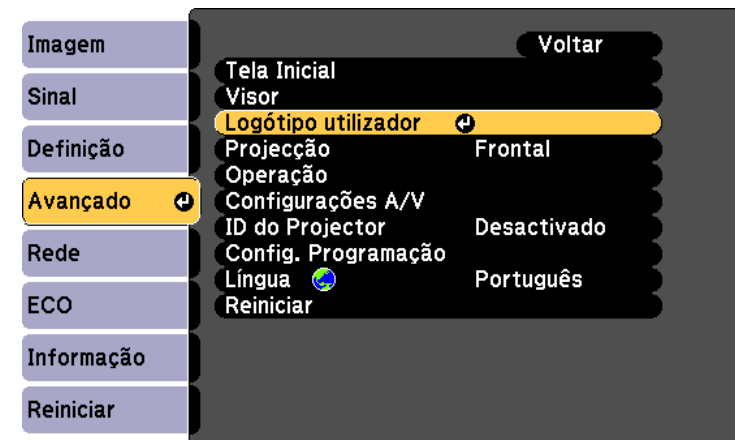 Imagem
Sinal
Definição
Avançado
Rede
ECO
Informação
Reiniciar
Voltar
Tela Inicial
Visor
Logótipo utilizador
Projecção Frontal
Operação
Configurações A/V
ID do Projector Desactivado
Config. Programação
Língua Português
Reiniciar